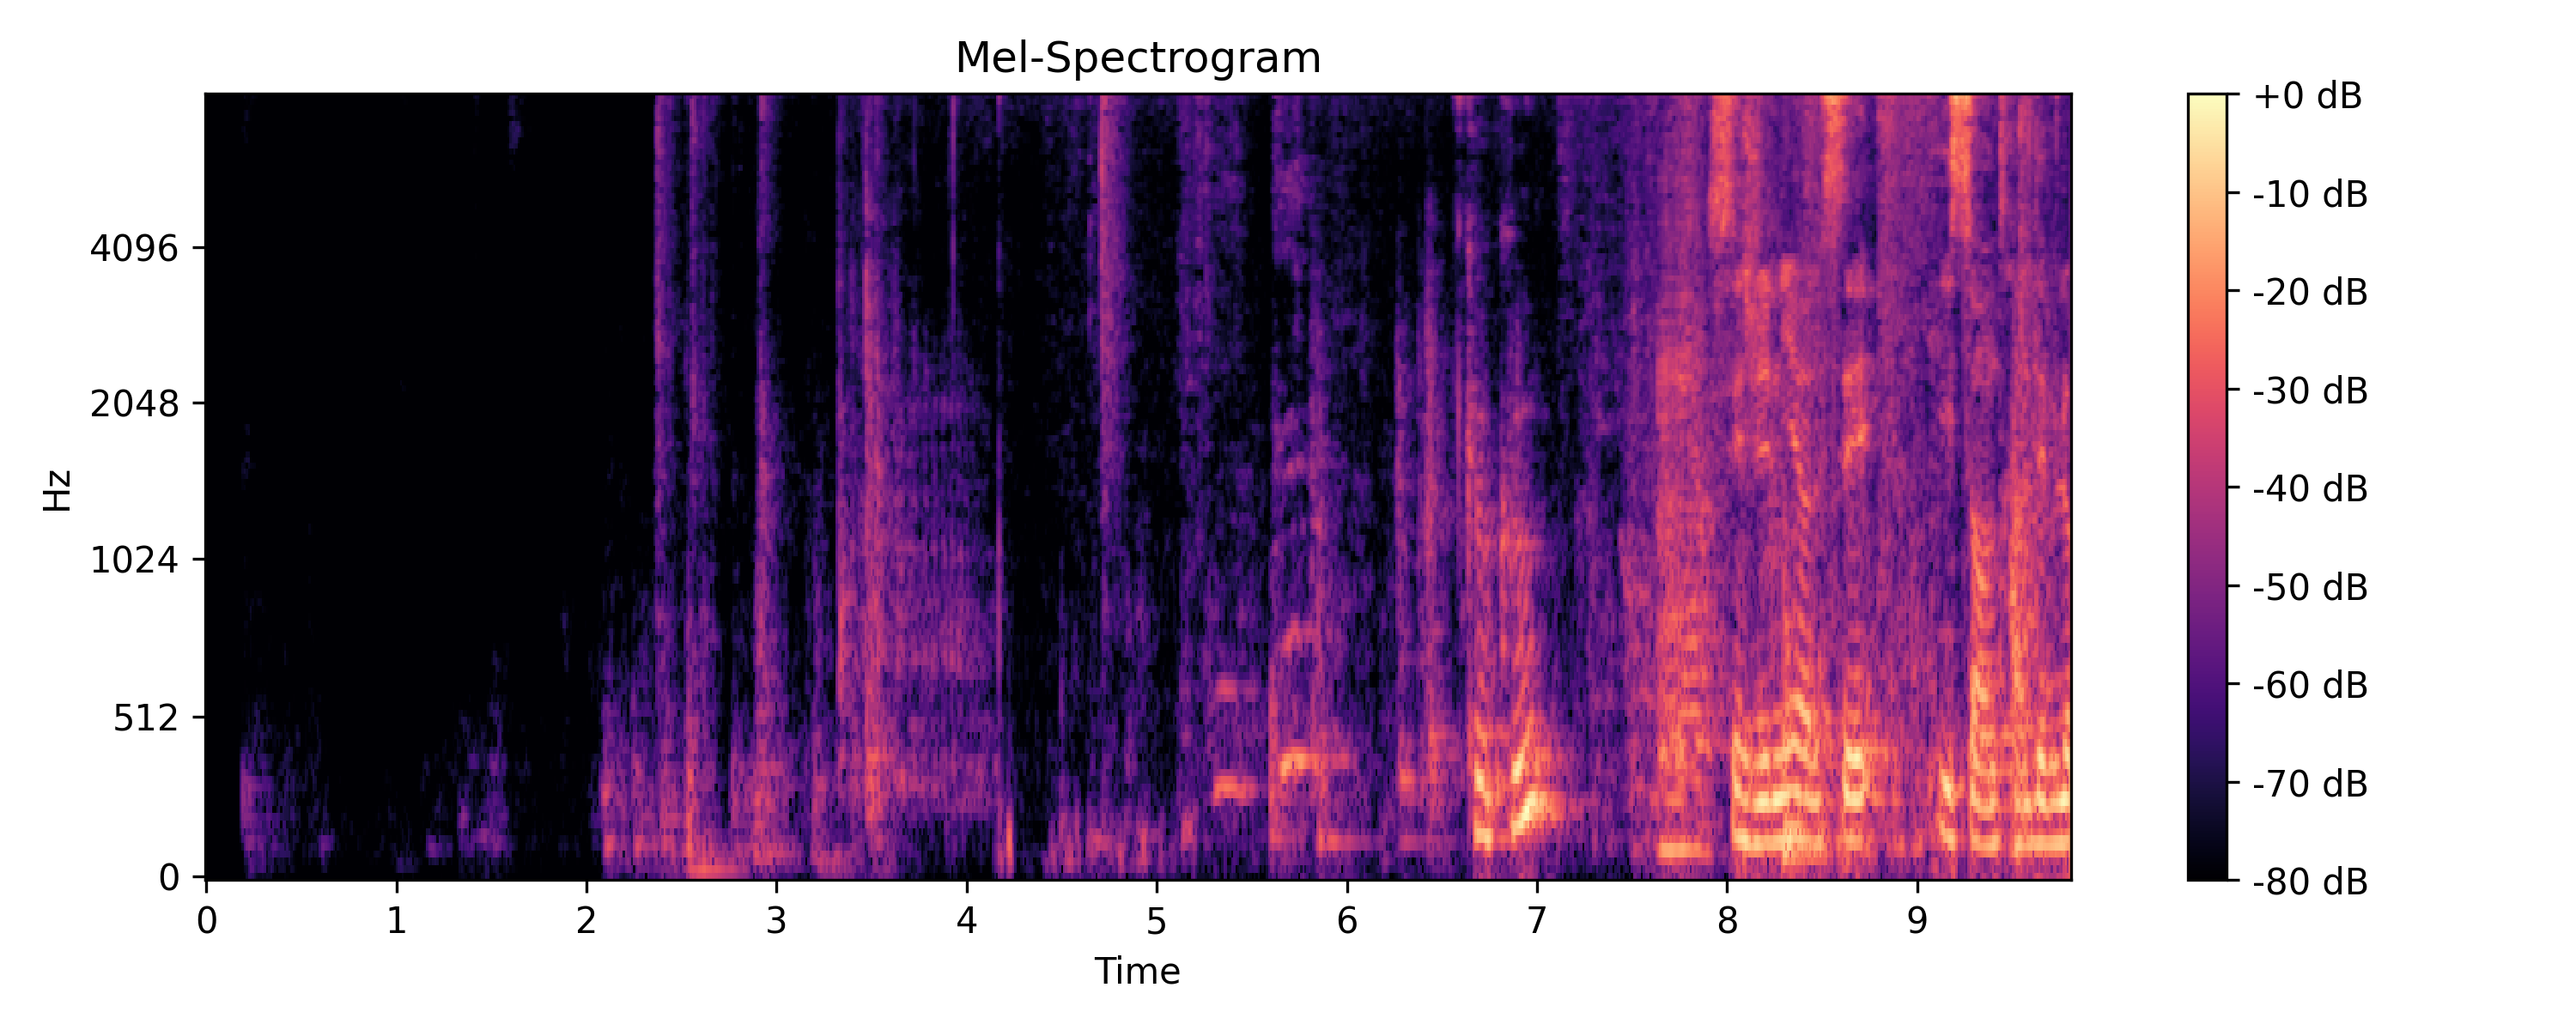 Mel-Spectrogram
+0 dB
-10 dB
-20 dB
-30 dB
-40 dB
-50 dB
-60 dB
-70 dB
-80 dB
4096
2048
1024
512
0
Hz
0 1 2 3 4 5 6 7 8 9
Time